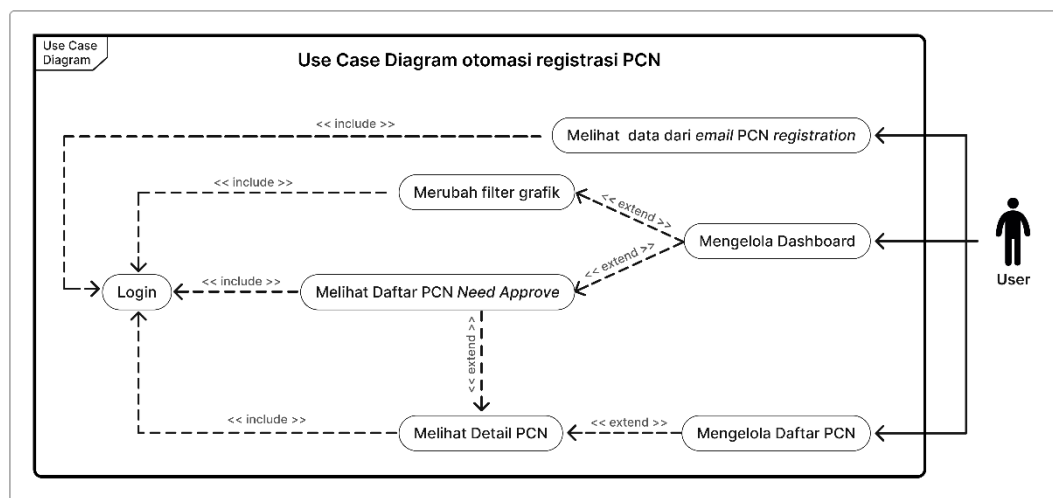 Use Case
Diagram
Use Case Diagram otomasi registrasi PCN
<< include >>
Melihat data dari email PCN registration
<< include >>
Merubah filter grafik
<< extend >>
Mengelola Dashboard
<< extend >>
User
Login
<< include >>
Melihat Daftar PCN Need Approve
<< extend >>
<< include >>
Melihat Detail PCN
<< extend >>
Mengelola Daftar PCN